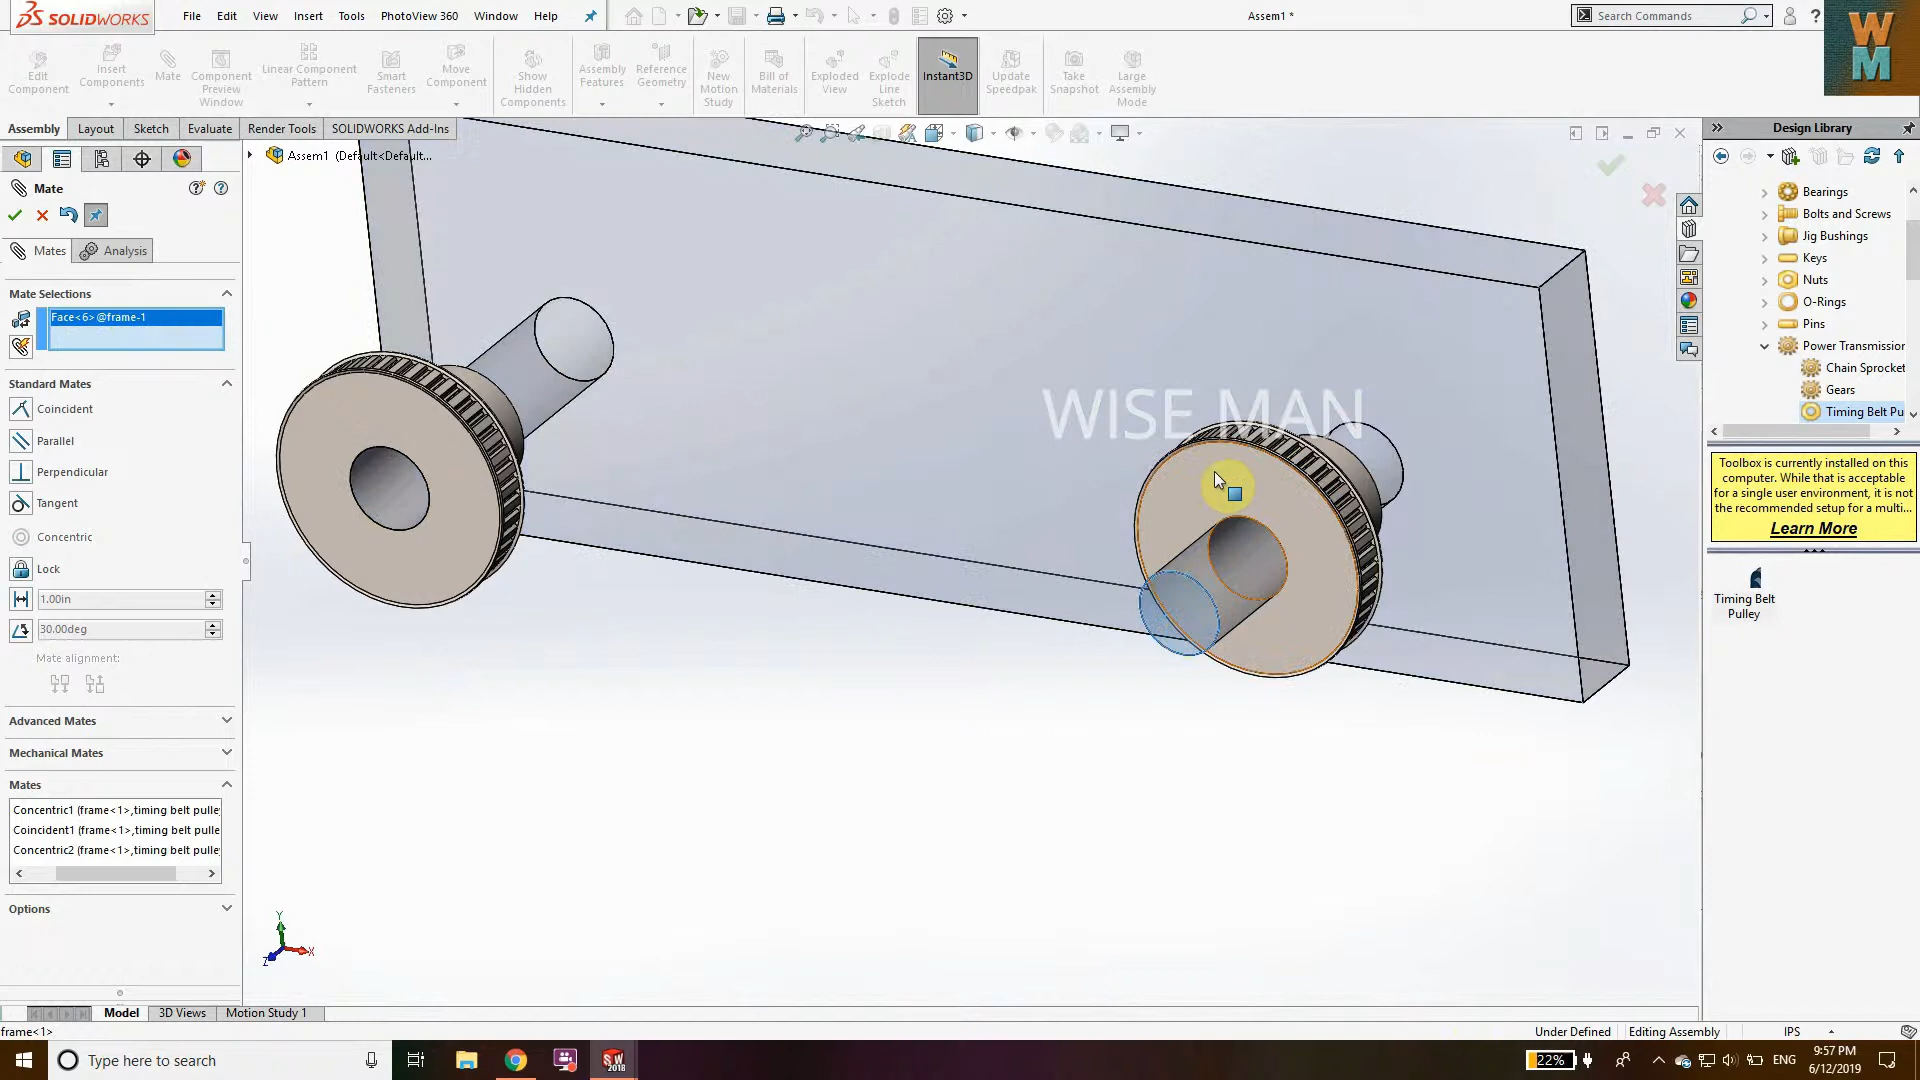 SOLIDWORKS File Edit View Insert Tools PhotoView 360 Window Help Assem1 * Search Commands ?
WM
Edit Component
Insert Components
Mate
Component Preview Window
Linear Component Pattern
Smart Fasteners
Move Component
Show Hidden Components
Assembly Features
Reference Geometry
New Motion Study
Bill of Materials
Exploded View
Explode Line Sketch
Instant3D
Update Speedpak
Take Snapshot
Large Assembly Mode
Assembly Layout Sketch Evaluate Render Tools SOLIDWORKS Add-Ins
Design Library
Assem1 (Default<Default...
Mate
Mates Analysis
Mate Selections
Face<6>@frame-1
Standard Mates
Coincident
Parallel
Perpendicular
Tangent
Concentric
Lock
1.00in
30.00deg
Mate alignment:
Advanced Mates
Mechanical Mates
Mates
Concentric1 (frame<1>,timing belt pulle
Coincident1 (frame<1>,timing belt pulle
Concentric2 (frame<1>,timing belt pulle
Options
WISE MAN
Y
X
Z
Bearings
Bolts and Screws
Jig Bushings
Keys
Nuts
O-Rings
Pins
Power Transmission
Chain Sprocket
Gears
Timing Belt Pu
Toolbox is currently installed on this
computer. While that is acceptable
for a single user environment, it is not
the recommended setup for a multi...
Learn More
Timing Belt
Pulley
Model 3D Views Motion Study 1
frame<1> Under Defined Editing Assembly IPS
Type here to search
SW
2018
22%
ENG
9:57 PM
6/12/2019